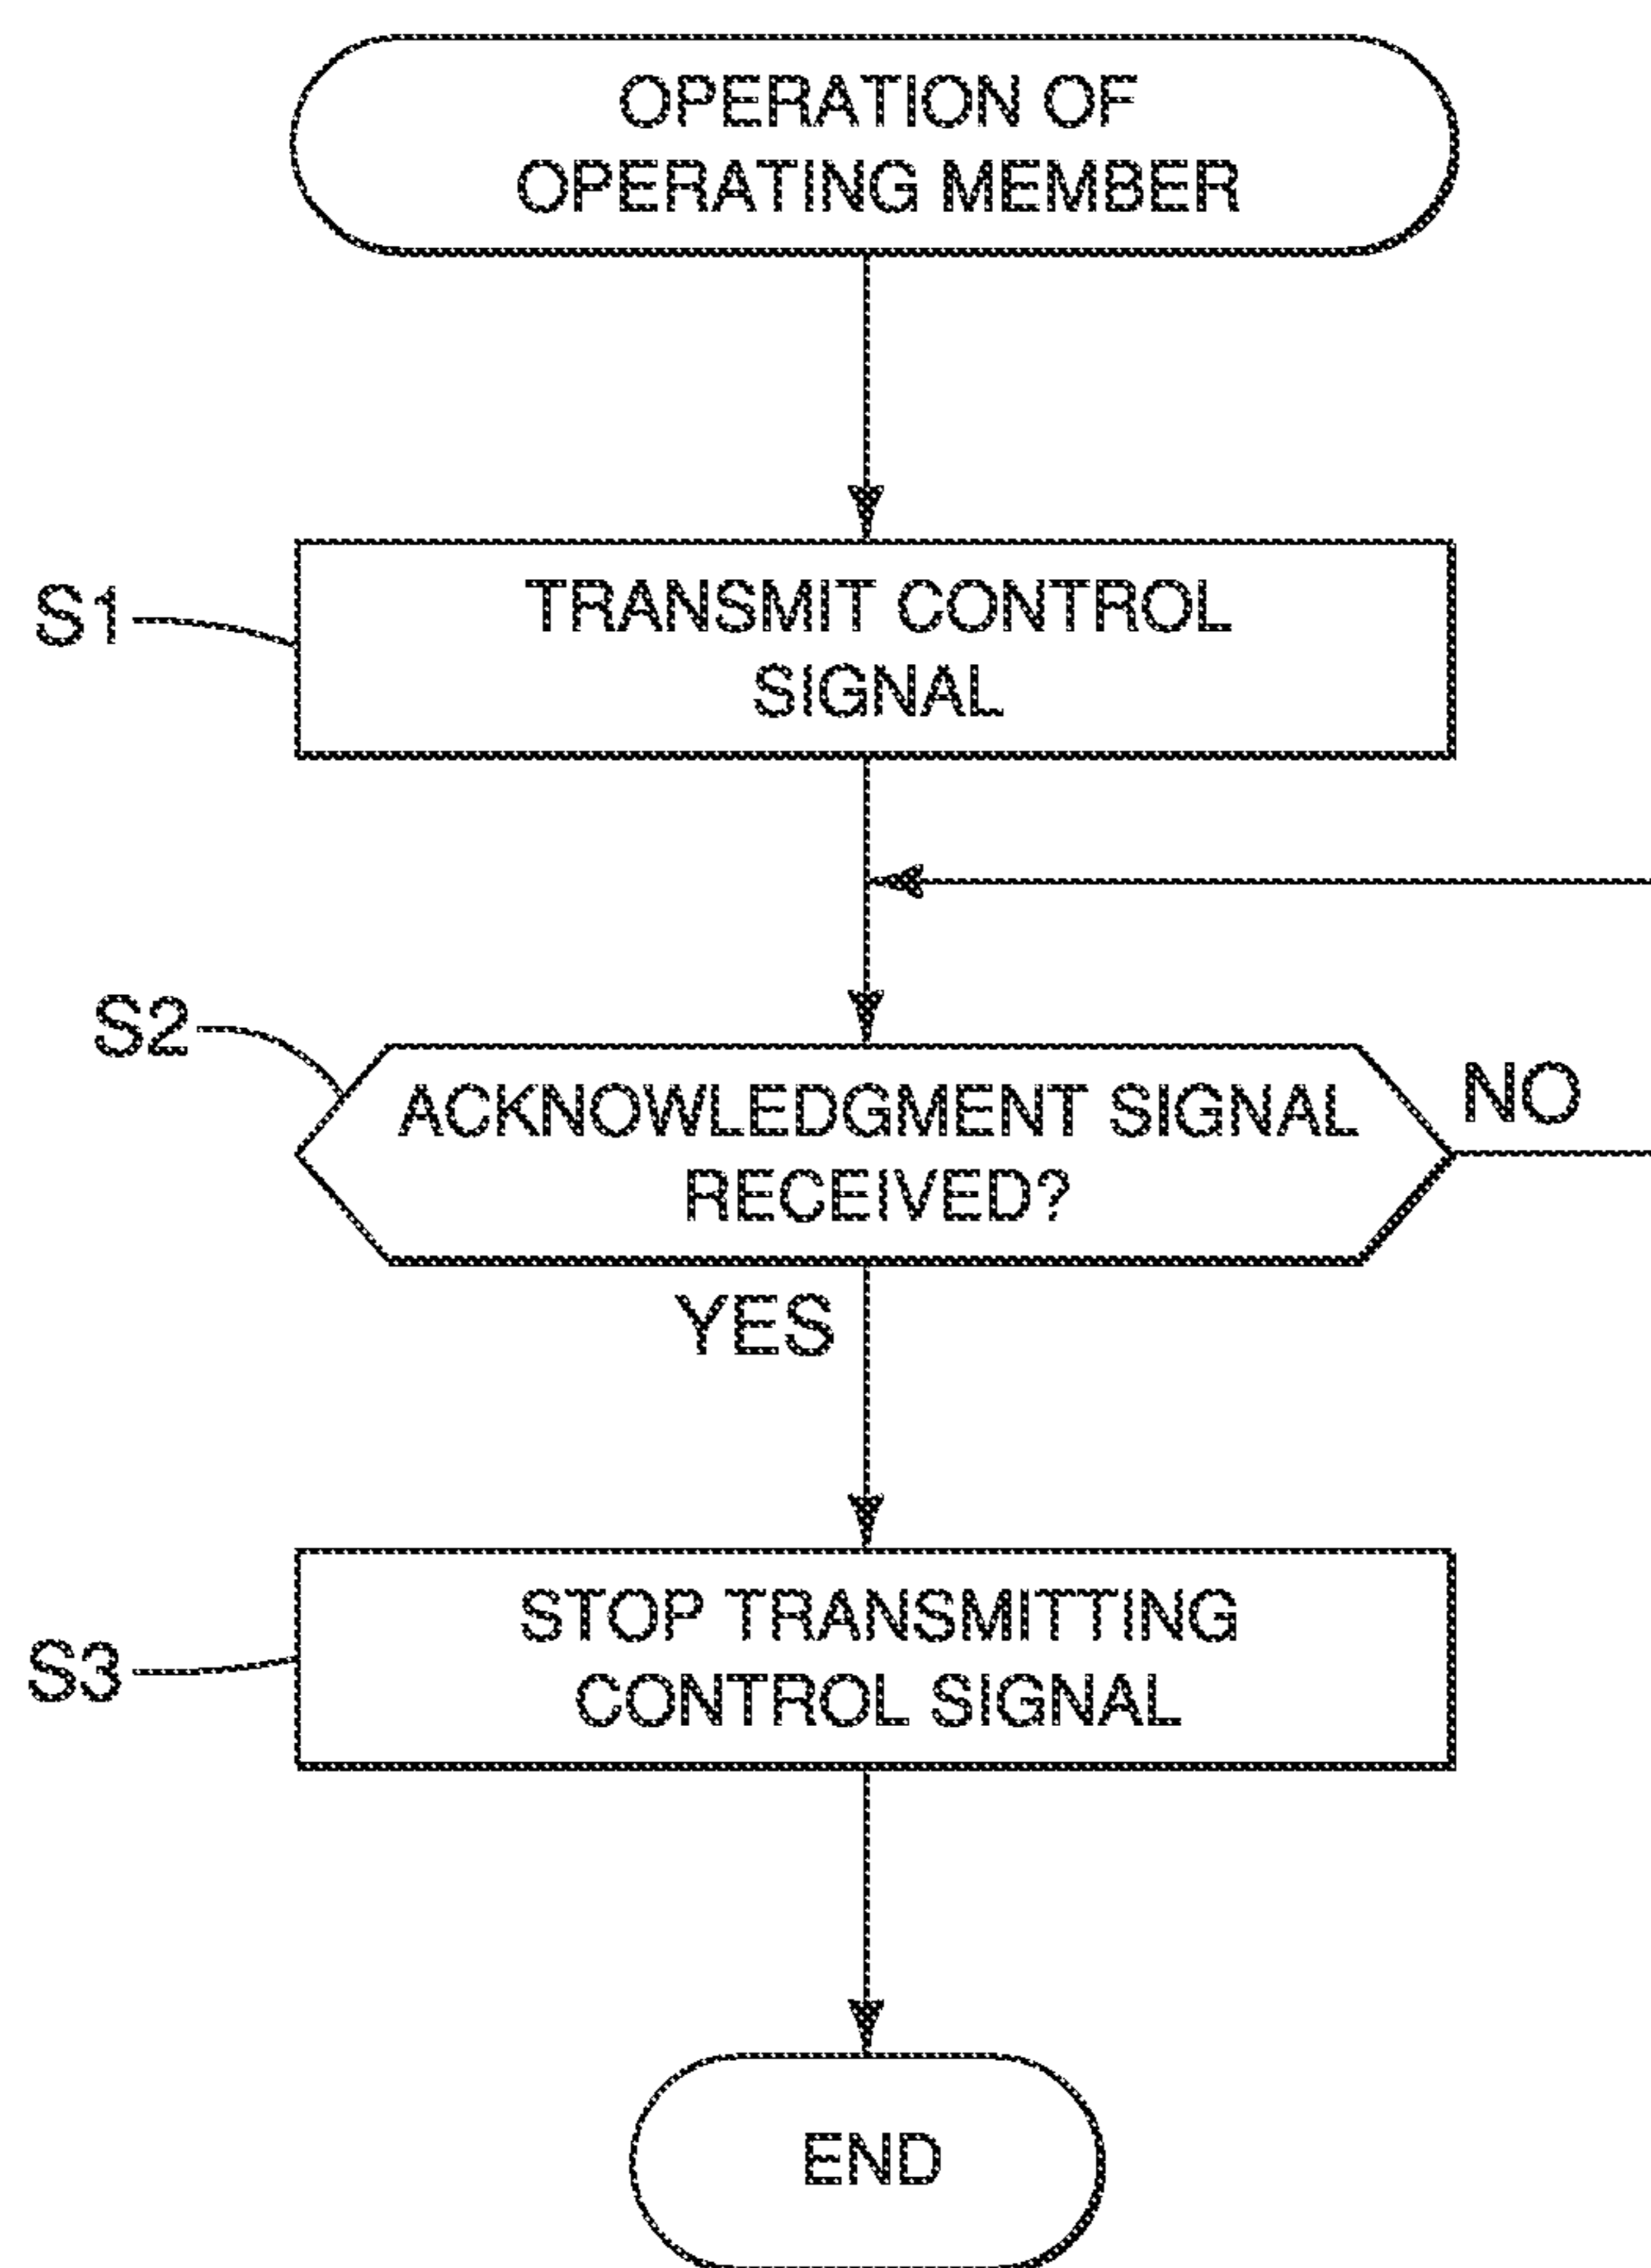 OPERATION OF
OPERATING MEMBER
S1
TRANSMIT CONTROL
SIGNAL
S2
ACKNOWLEDGMENT SIGNAL
RECEIVED?
NO
YES
S3
STOP TRANSMITTING
CONTROL SIGNAL
END